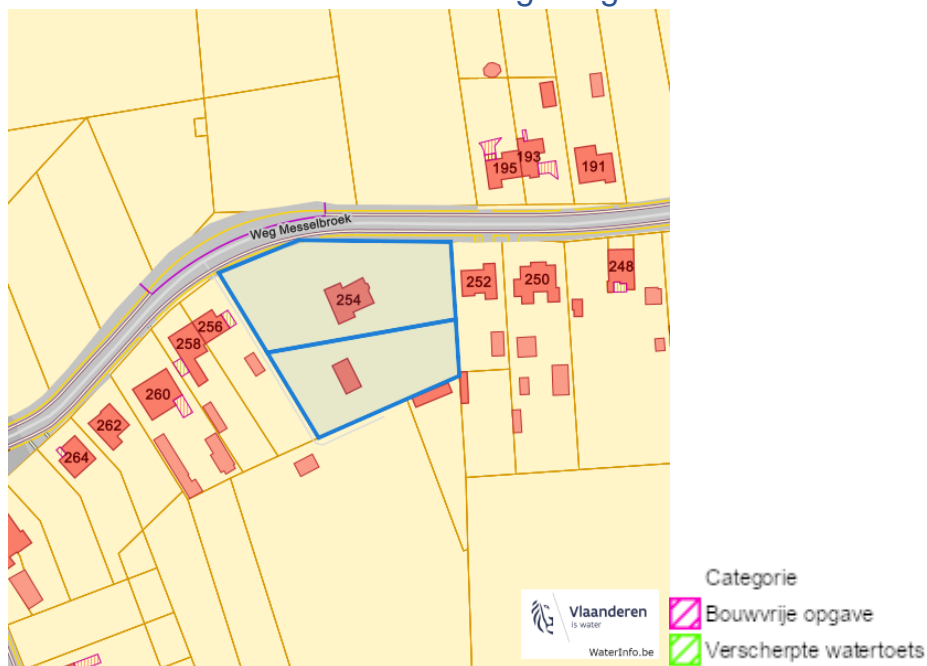 195
193
191
Weg Messelbroek
254
252
250
248
256
258
260
262
264
Vlaanderen
is water
WaterInfo.be
Categorie
Bouwvrije opgave
Verscherpte watertoets